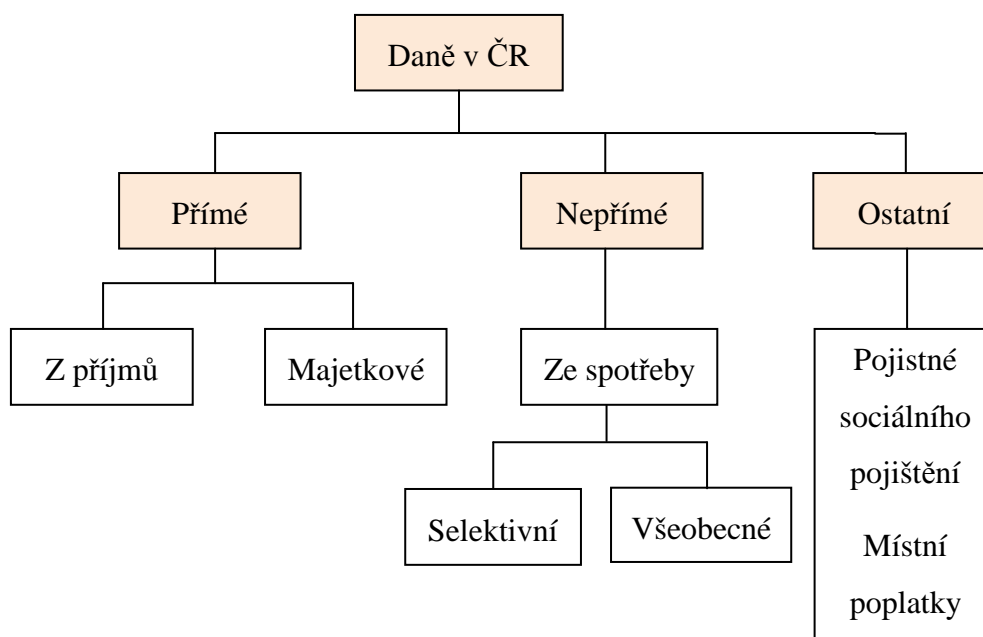 Daně v ČR
Přímé
Nepřímé
Ostatní
Z příjmů
Majetkové
Ze spotřeby
Selektivní
Všeobecné
Pojistné
sociálního
pojištění
Místní
poplatky